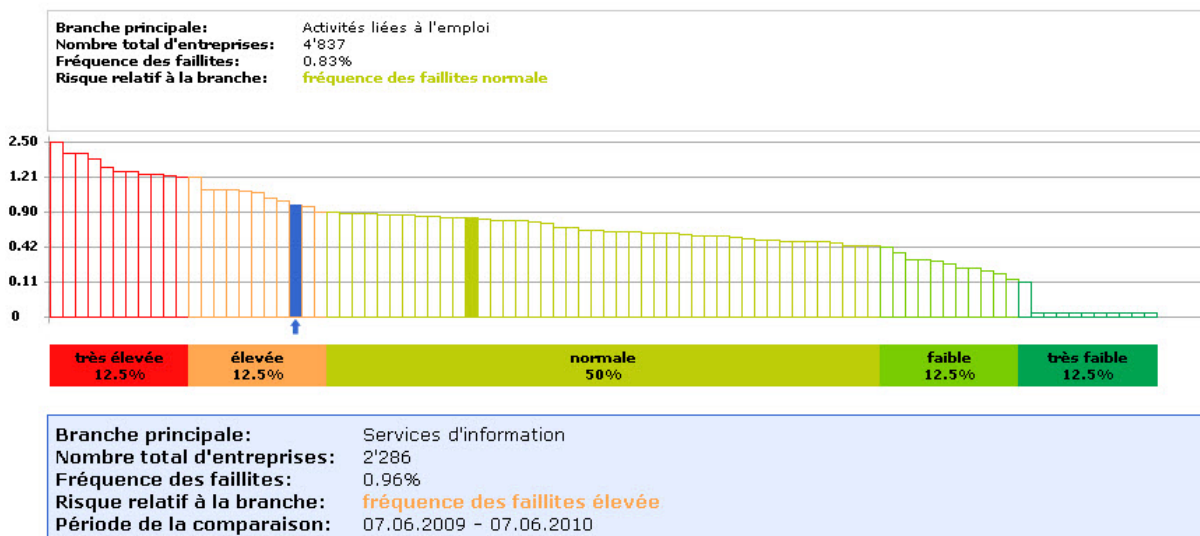 Branche principale: Activités liées à l'emploi
Nombre total d'entreprises: 4'837
Fréquence des faillites: 0.83%
Risque relatif à la branche: fréquence des faillites normale
2.50
1.21
0.90
0.42
0.11
0
très élevée élevée normale faible très faible
12.5% 12.5% 50% 12.5% 12.5%
Branche principale: Services d'information
Nombre total d'entreprises: 2'286
Fréquence des faillites: 0.96%
Risque relatif à la branche: fréquence des faillites élevée
Période de la comparaison: 07.06.2009 - 07.06.2010